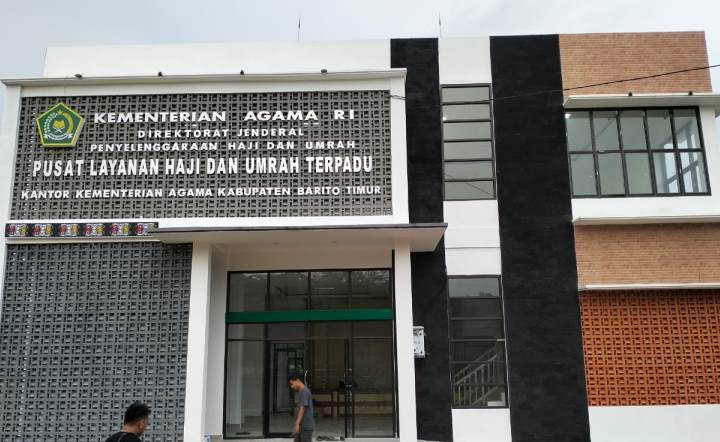 KEMENTERIAN AGAMA RI
DIREKTORAT JENDERAL
PENYELENGGARAAN HAJI DAN UMRAH
PUSAT LAYANAN HAJI DAN UMRAH TERPADU
KANTOR KEMENTERIAN AGAMA KABUPATEN BARITO TIMUR